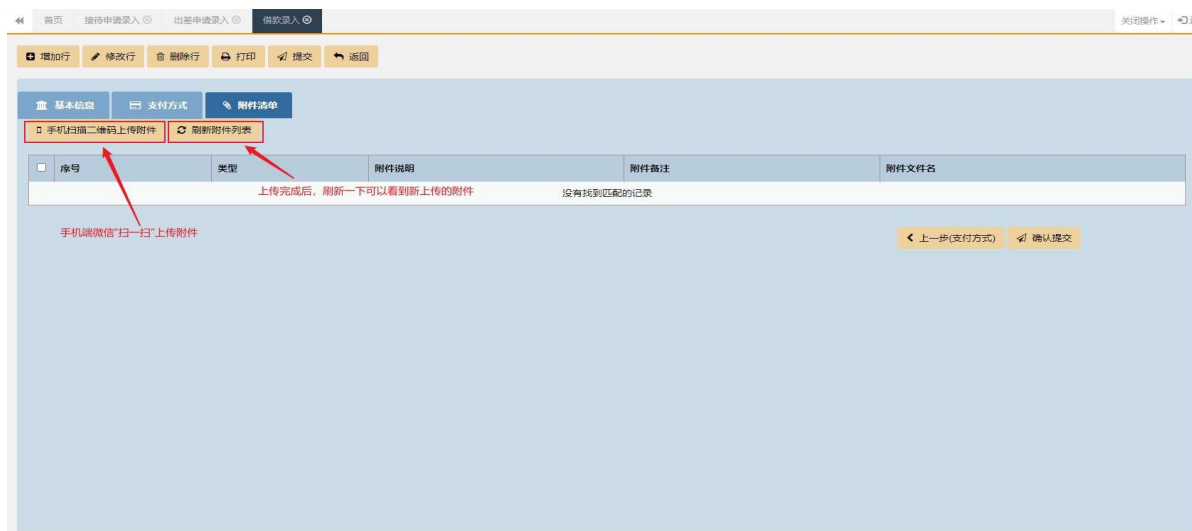 首页 接待申请录入 出差申请录入 借款录入 关闭操作
增加行 修改行 删除行 打印 提交 返回
基本信息 支付方式 附件清单
手机扫描二维码上传附件 刷新附件列表
序号 类型 附件说明 附件备注 附件文件名
上传完成后，刷新一下可以看到新上传的附件 没有找到匹配的记录
手机端微信“扫一扫”上传附件 上一步(支付方式) 确认提交